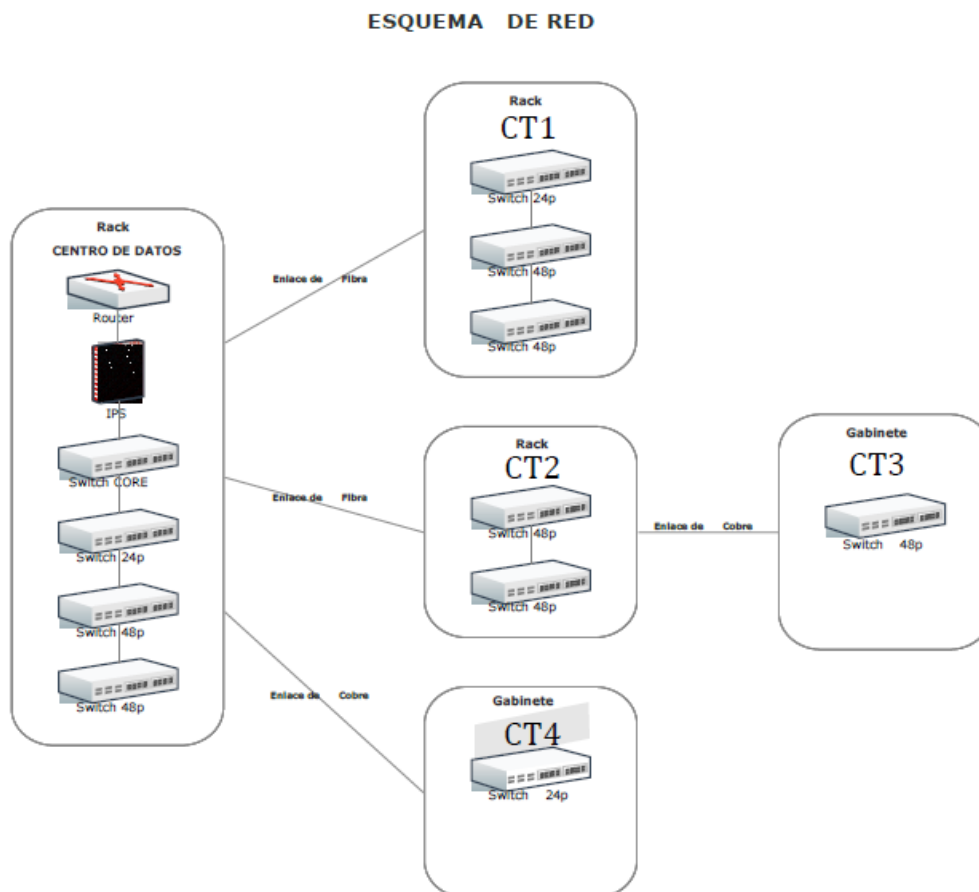 ESQUEMA DE RED
Rack
CENTRO DE DATOS
Router
IPS
Switch CORE
Switch 24p
Switch 48p
Switch 48p
Enlace de Fibra
Enlace de Fibra
Enlace de Cobre
Rack
CT1
Switch 24p
Switch 48p
Switch 48p
Rack
CT2
Switch 48p
Switch 48p
Enlace de Cobre
Gabinete
CT3
Switch 48p
Gabinete
CT4
Switch 24p